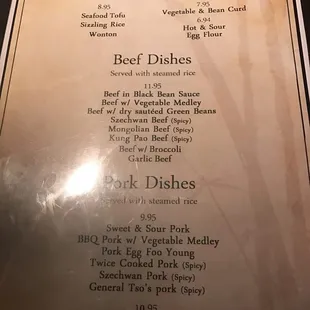 8.95
Seafood Tofu
Sizzling Rice
Wonton
7.95
Vegetable & Bean Curd
6.94
Hot & Sour
Egg Flour
Beef Dishes
Served with steamed rice
11.95
Beef in Black Bean Sauce
Beef w/ Vegetable Medley
Beef w/ dry sautéed Green Beans
Szechwan Beef (Spicy)
Mongolian Beef (Spicy)
Kung Pao Beef (Spicy)
Beef w/ Broccoli
Garlic Beef
Pork Dishes
Served with steamed rice
9.95
Sweet & Sour Pork
BBQ Pork w/ Vegetable Medley
Pork Egg Foo Young
Twice Cooked Pork (Spicy)
Szechwan Pork (Spicy)
General Tso's pork (Spicy)
10.95